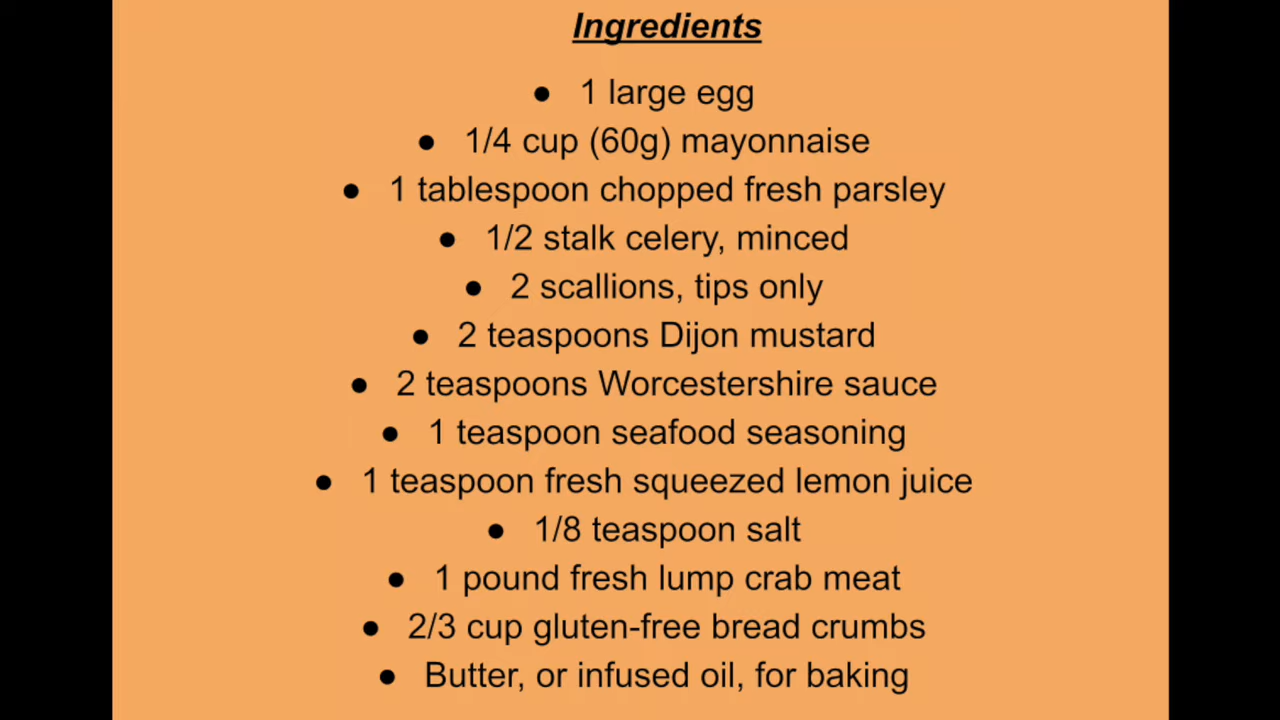 Ingredients
● 1 large egg
● 1/4 cup (60g) mayonnaise
● 1 tablespoon chopped fresh parsley
● 1/2 stalk celery, minced
● 2 scallions, tips only
● 2 teaspoons Dijon mustard
● 2 teaspoons Worcestershire sauce
● 1 teaspoon seafood seasoning
● 1 teaspoon fresh squeezed lemon juice
● 1/8 teaspoon salt
● 1 pound fresh lump crab meat
● 2/3 cup gluten-free bread crumbs
● Butter, or infused oil, for baking